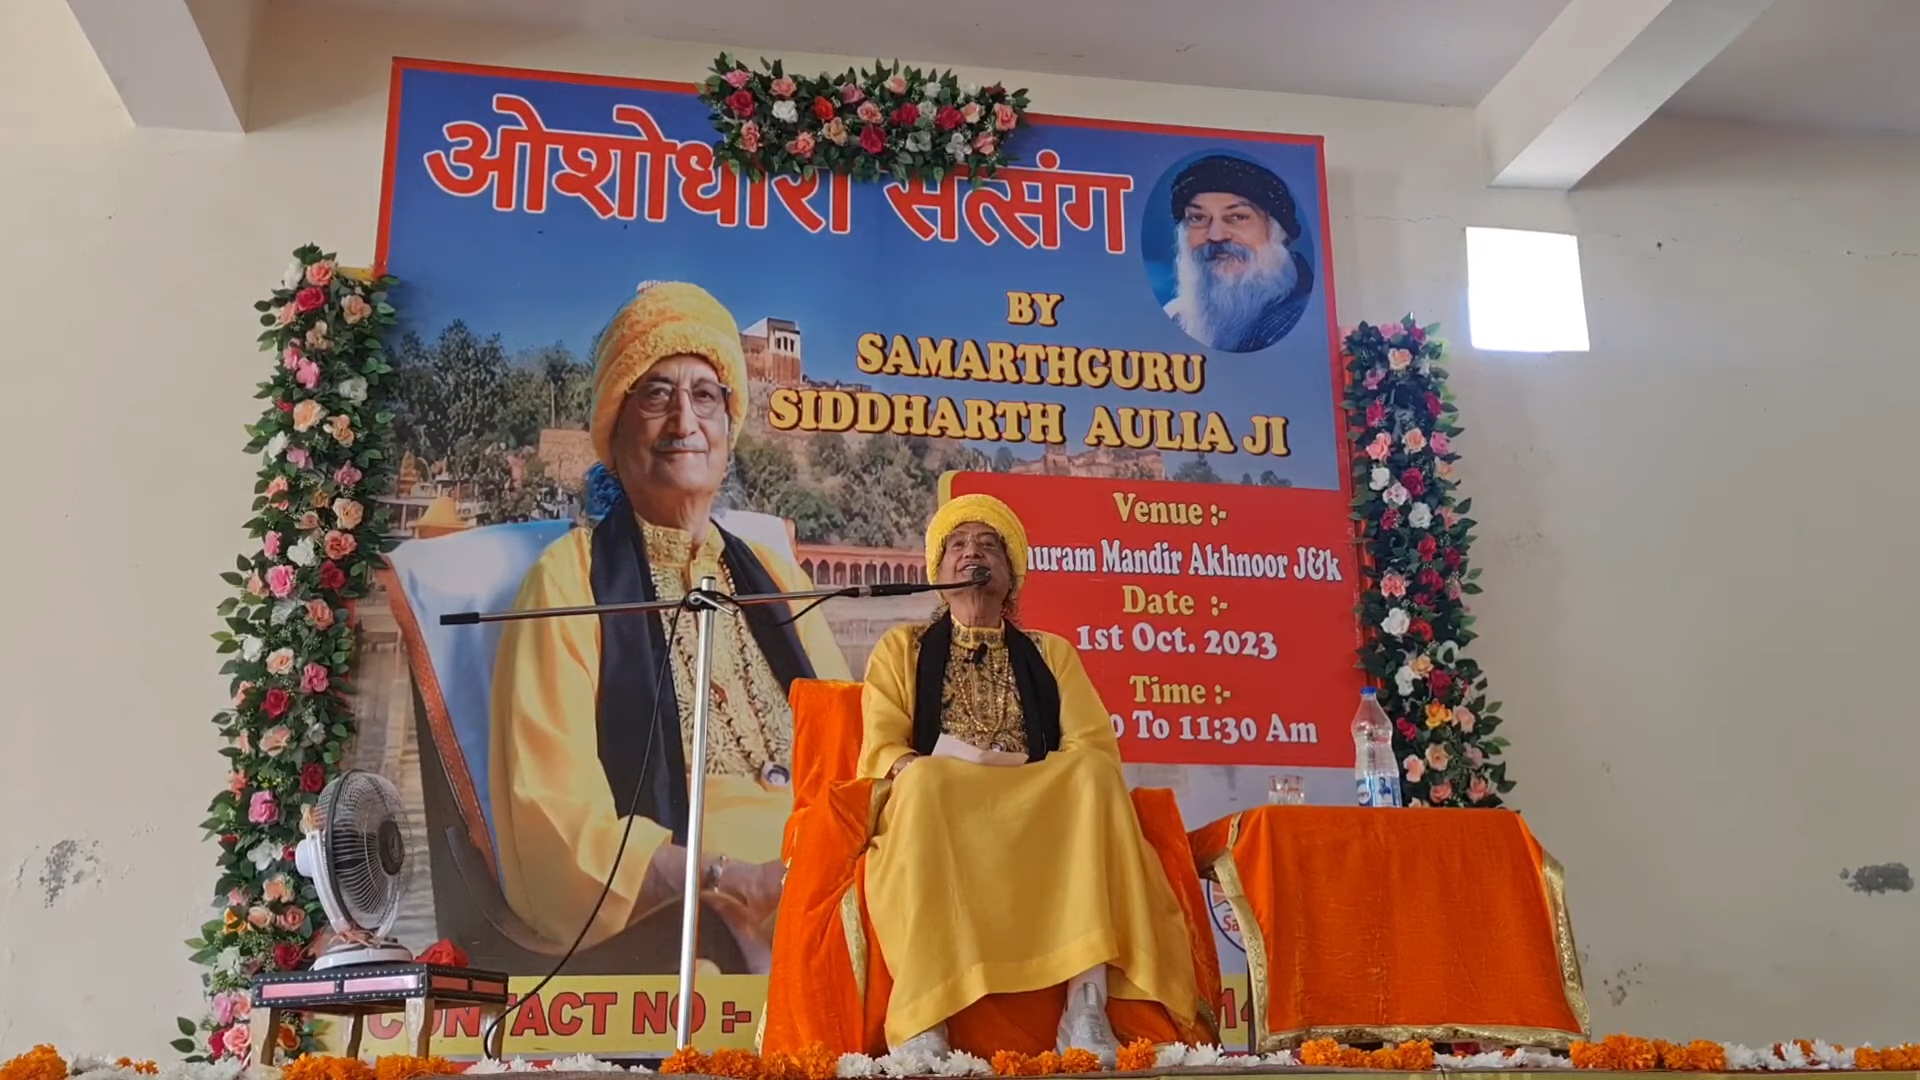 ओशोधारा सत्संग
BY
SAMARTHGURU
SIDDHARTH AULIA JI
Venue :-
Mandir Akhnoor J&k
Date :-
1st Oct. 2023
Time :-
To 11:30 Am
CONTACT NO :-